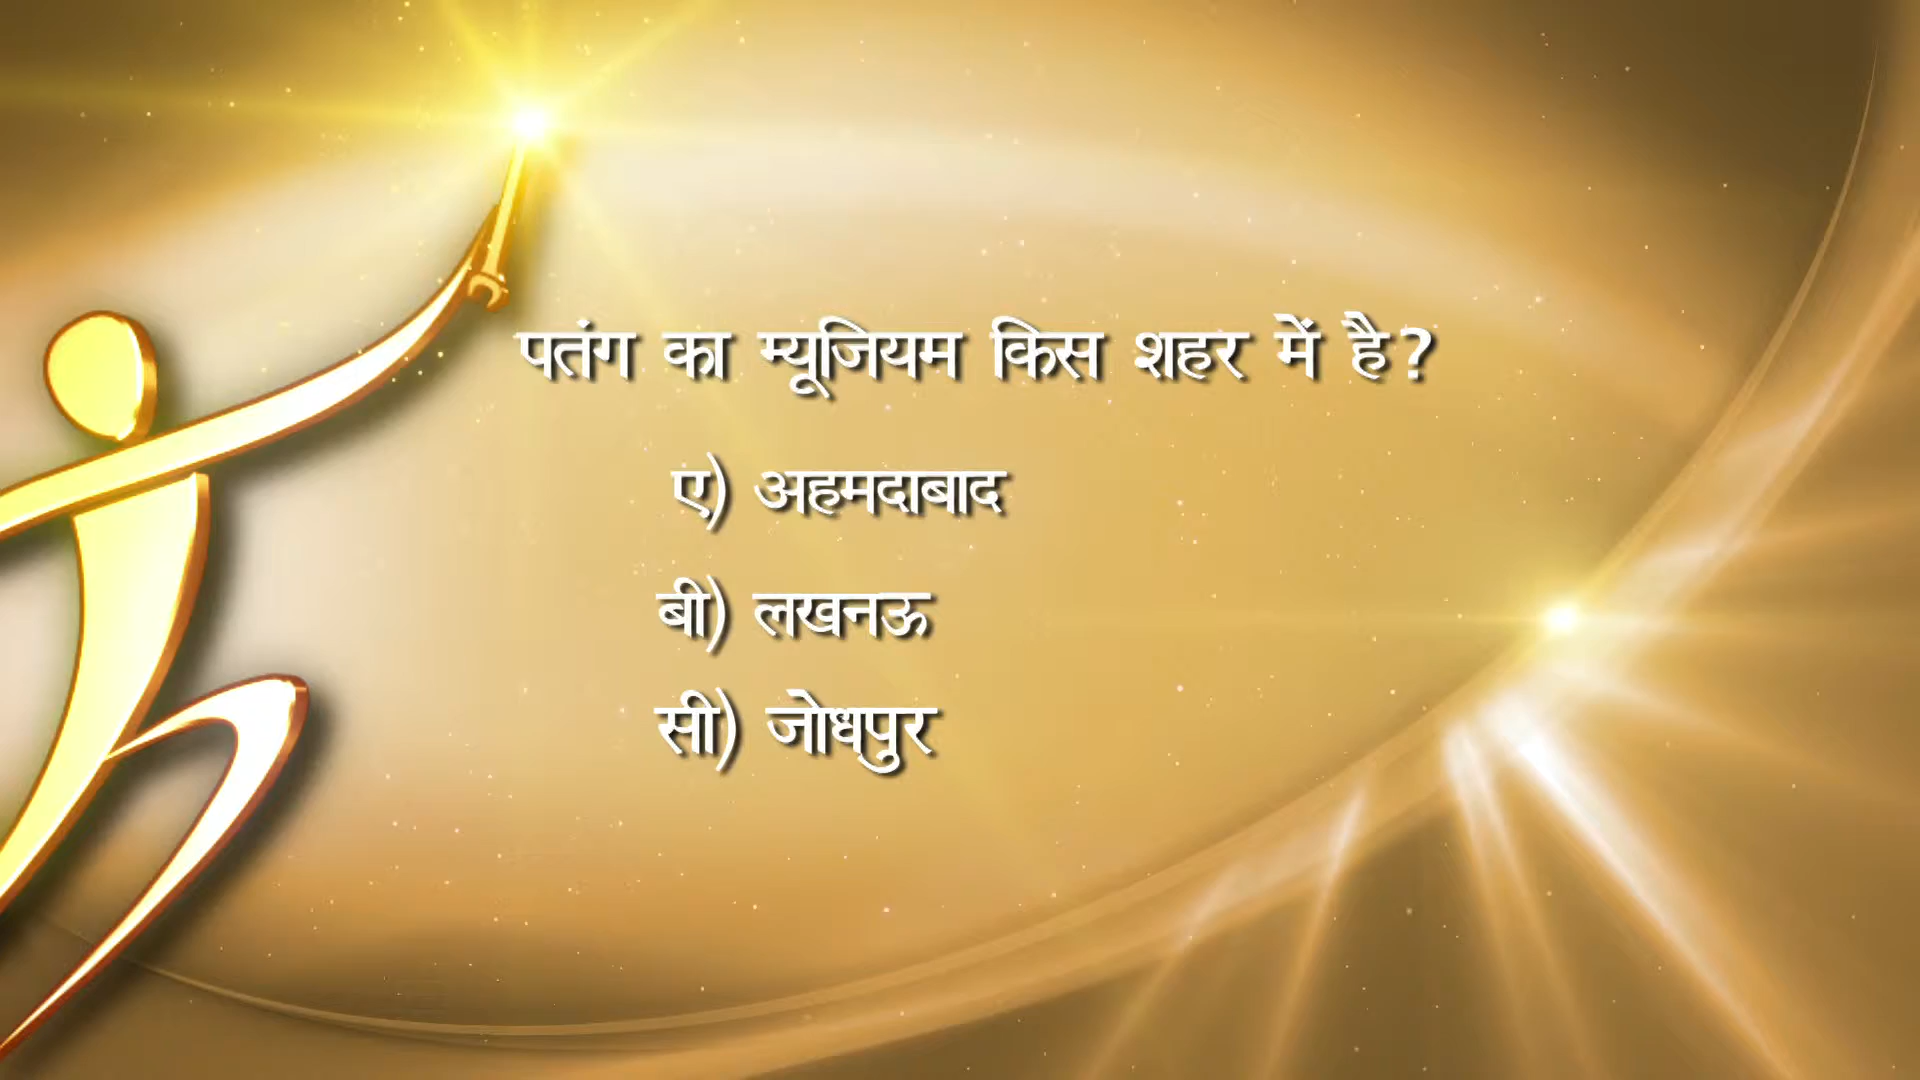 पतंग का म्यूजियम किस शहर में है?
ए) अहमदाबाद
बी) लखनऊ
सी) जोधपुर